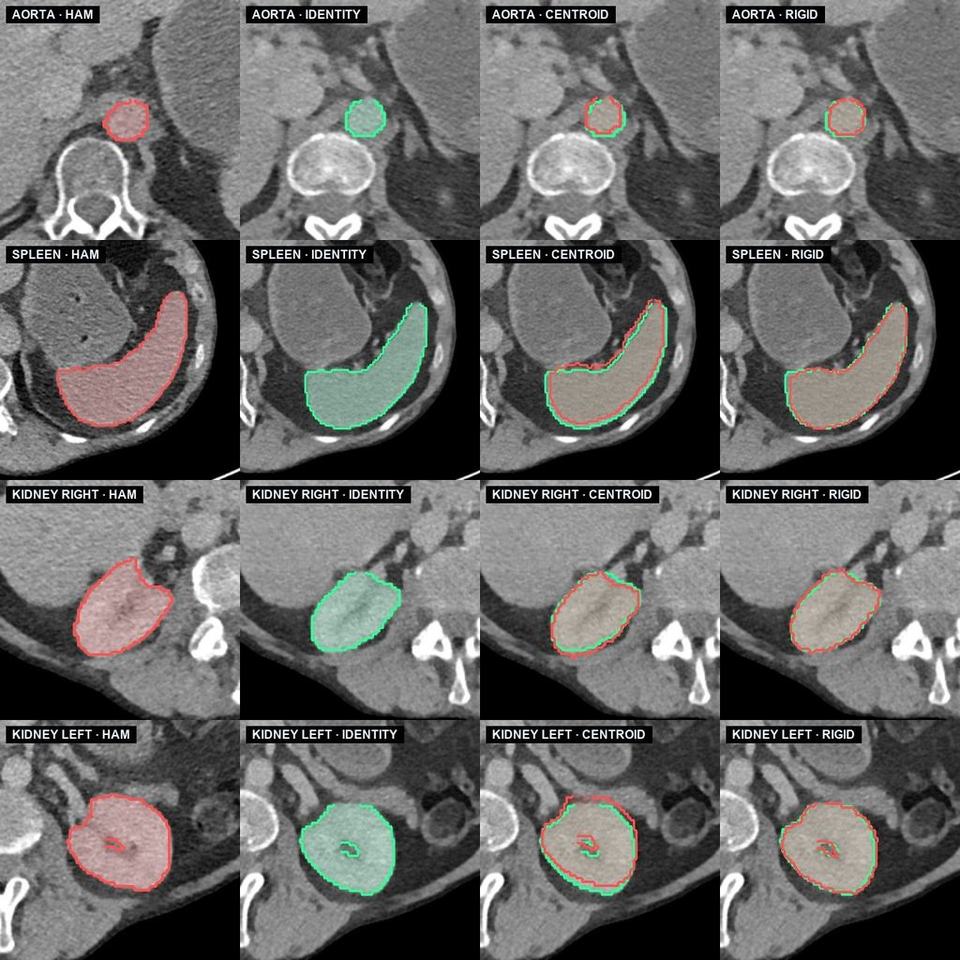 AORTA · HAM
AORTA · IDENTITY
AORTA · CENTROID
AORTA · RIGID
SPLEEN · HAM
SPLEEN · IDENTITY
SPLEEN · CENTROID
SPLEEN · RIGID
KIDNEY RIGHT · HAM
KIDNEY RIGHT · IDENTITY
KIDNEY RIGHT · CENTROID
KIDNEY RIGHT · RIGID
KIDNEY LEFT · HAM
KIDNEY LEFT · IDENTITY
KIDNEY LEFT · CENTROID
KIDNEY LEFT · RIGID